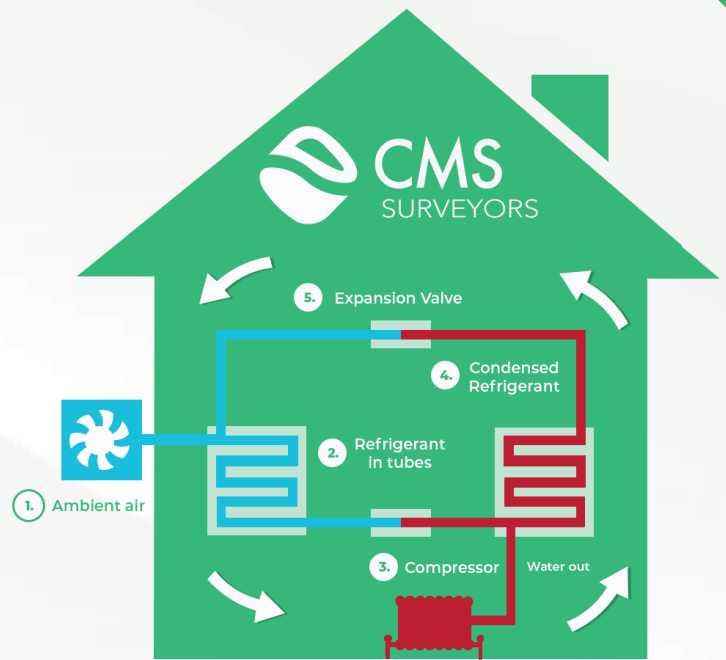 CMS
SURVEYORS
5. Expansion Valve
4. Condensed
Refrigerant
2. Refrigerant
in tubes
1. Ambient air
3. Compressor
Water out